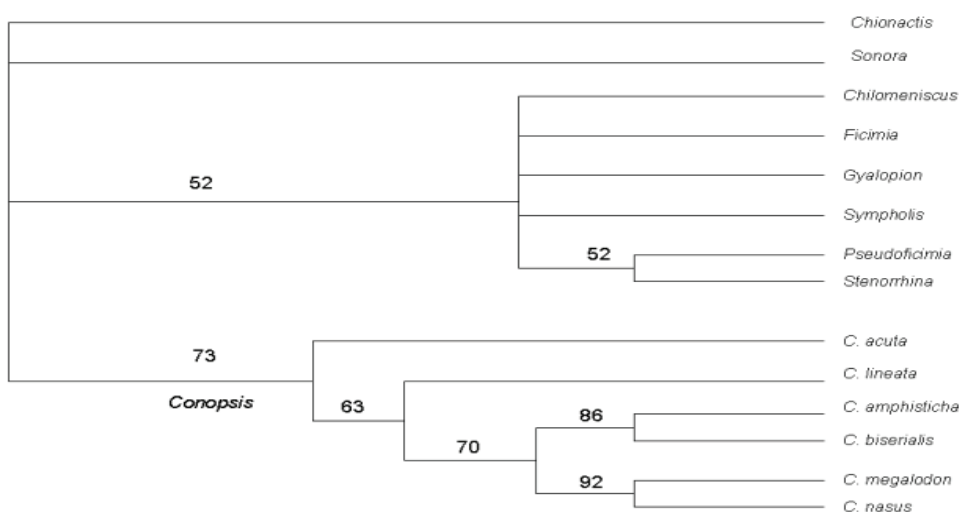 Chionactis
Sonora
Chilomeniscus
Ficimia
Gyalopion
Sympholis
52
Pseudoficimia
52
Stenorrhina
C. acuta
73
C. lineata
Conopsis
63
C. amphisticha
86
C. biserialis
70
C. megalodon
92
C. nasus